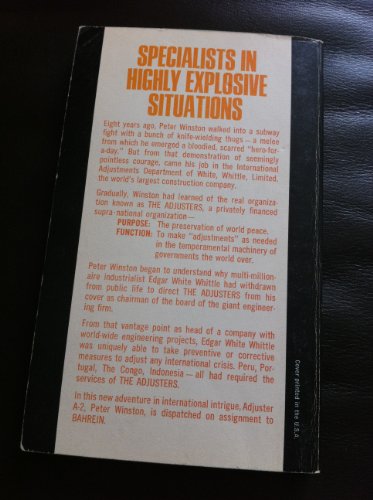 SPECIALISTS IN
HIGHLY EXPLOSIVE
SITUATIONS
Eight years ago, Peter Winston walked into a subway
fight with a bunch of knife-wielding thugs — a melee
from which he emerged a bloodied, scarred "hero-for-
a-day." But from that demonstration of seemingly
pointless courage, came his job in the International
Adjustments Department of White, Whittle, Limited,
the world's largest construction company.
Gradually, Winston had learned of the real organiza-
tion known as THE ADJUSTERS, a privately financed
supra-national organization—
PURPOSE: The preservation of world peace.
FUNCTION: To make "adjustments" as needed
in the temperamental machinery of
governments the world over.
Peter Winston began to understand why multi-million-
aire Industrialist Edgar White Whittle had withdrawn
from public life to direct THE ADJUSTERS from his
cover as chairman of the board of the giant engineer-
ing firm.
From that vantage point as head of a company with
world-wide engineering projects, Edgar White Whittle
was uniquely able to take preventive or corrective
measures to adjust any international crisis. Peru, Por-
tugal, The Congo, Indonesia — all had required the
services of THE ADJUSTERS.
In this new adventure in international intrigue, Adjuster
A-2, Peter Winston, is dispatched on assignment to
BAHREIN.
Cover printed in the U.S.A.